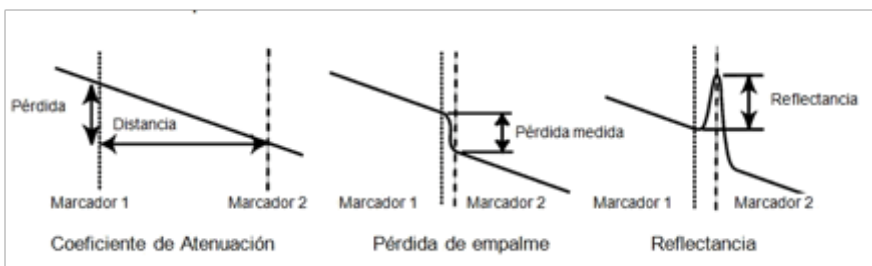 Pérdida
Distancia
Marcador 1
Marcador 2
Coeficiente de Atenuación
Pérdida medida
Marcador 1
Marcador 2
Pérdida de empalme
Reflectancia
Marcador 1
Marcador 2
Reflectancia